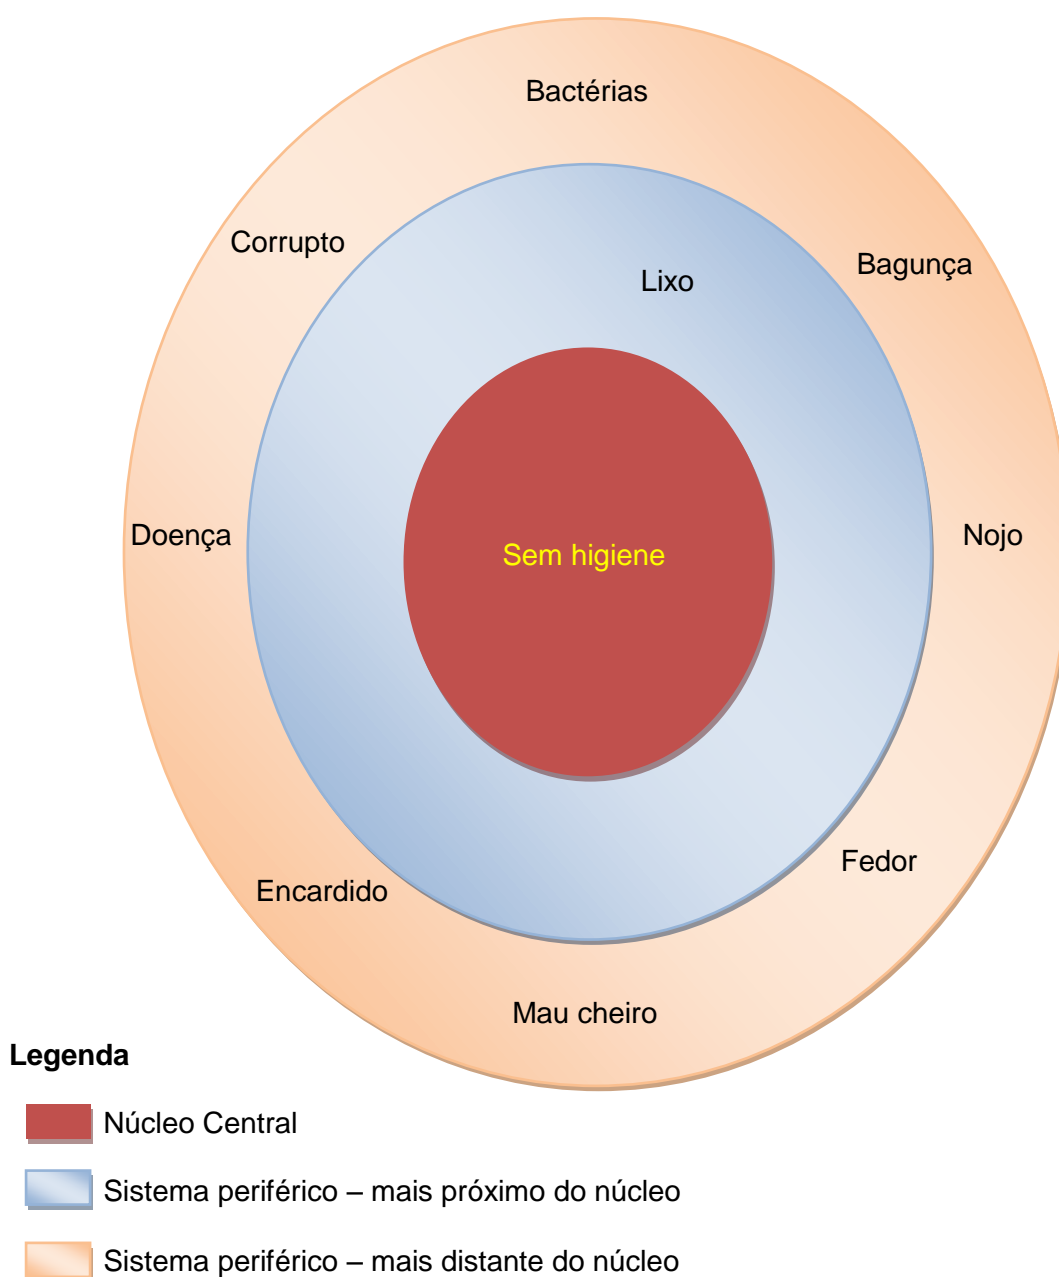 Bactérias
Corrupto
Bagunça
Lixo
Doença
Nojo
Sem higiene
Fedor
Encardido
Mau cheiro
Legenda
Núcleo Central
Sistema periférico – mais próximo do núcleo
Sistema periférico – mais distante do núcleo